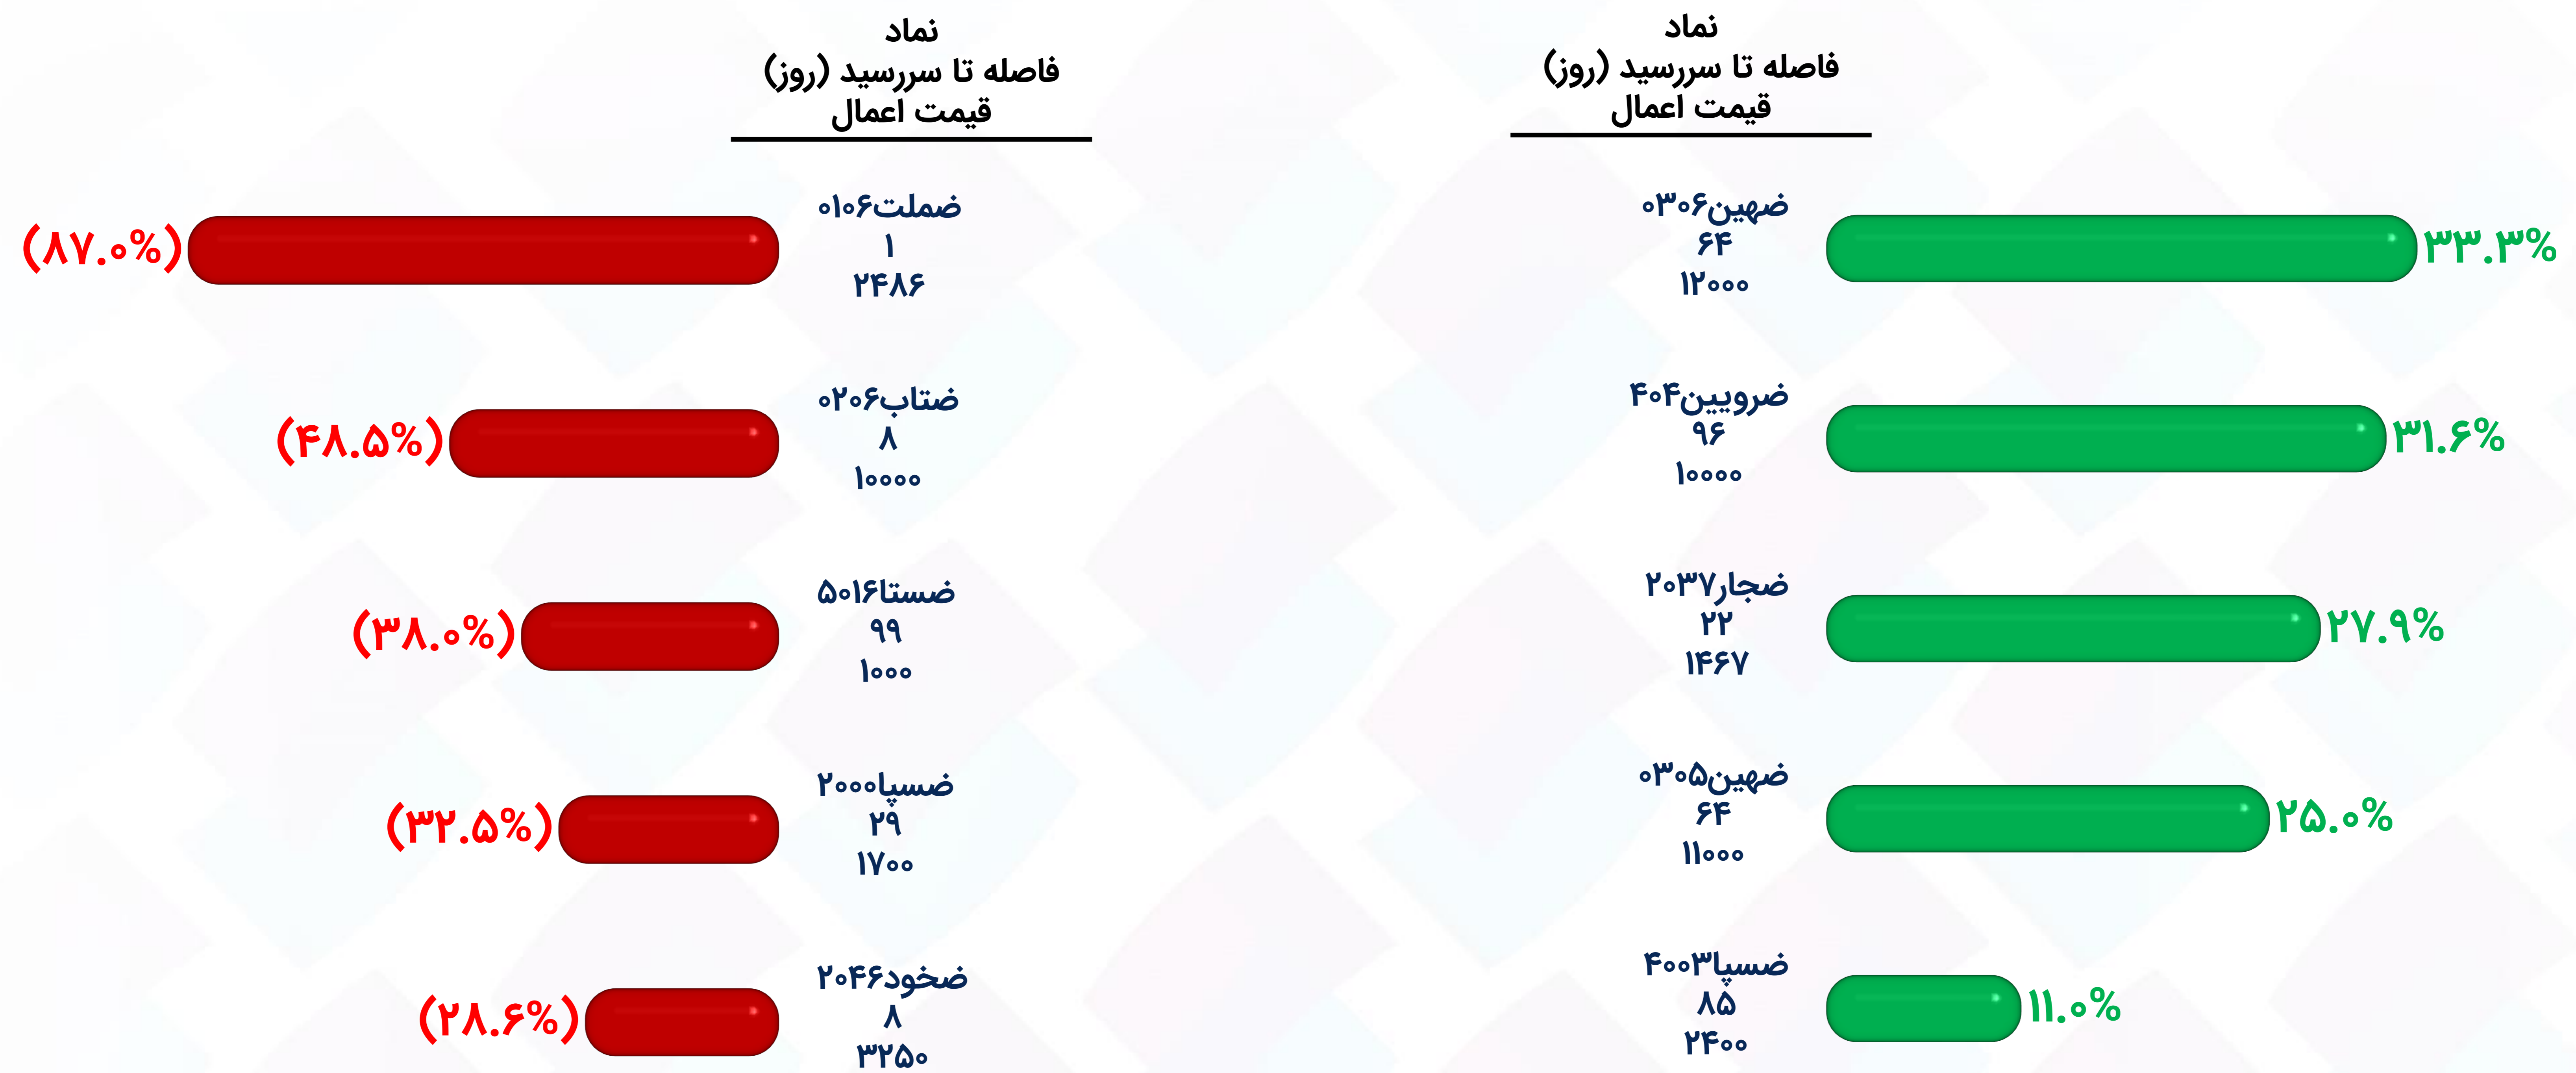 نماد
فاصله تا سررسید (روز)
قیمت اعمال
ضهین۰۳۰۶
۶۴
۱۲۰۰۰
۳۳.۳%
ضرویین۴۰۴
۹۶
۱۰۰۰۰
۳۱.۶%
ضجار۲۰۳۷
۲۲
۱۴۶۷
۲۷.۹%
ضهین۰۳۰۵
۶۴
۱۱۰۰۰
۲۵.۰%
ضسپا۴۰۰۳
۸۵
۲۴۰۰
۱۱.۰%
نماد
فاصله تا سررسید (روز)
قیمت اعمال
ضملت۰۱۰۶
۱
۲۴۸۶
(۸۷.۰%)
ضتاب۰۲۰۶
۸
۱۰۰۰۰
(۴۸.۵%)
ضستا۵۰۱۶
۹۹
۱۰۰۰
(۳۸.۰%)
ضسپا۲۰۰۰
۲۹
۱۷۰۰
(۳۲.۵%)
ضخود۲۰۴۶
۸
۳۲۵۰
(۲۸.۶%)